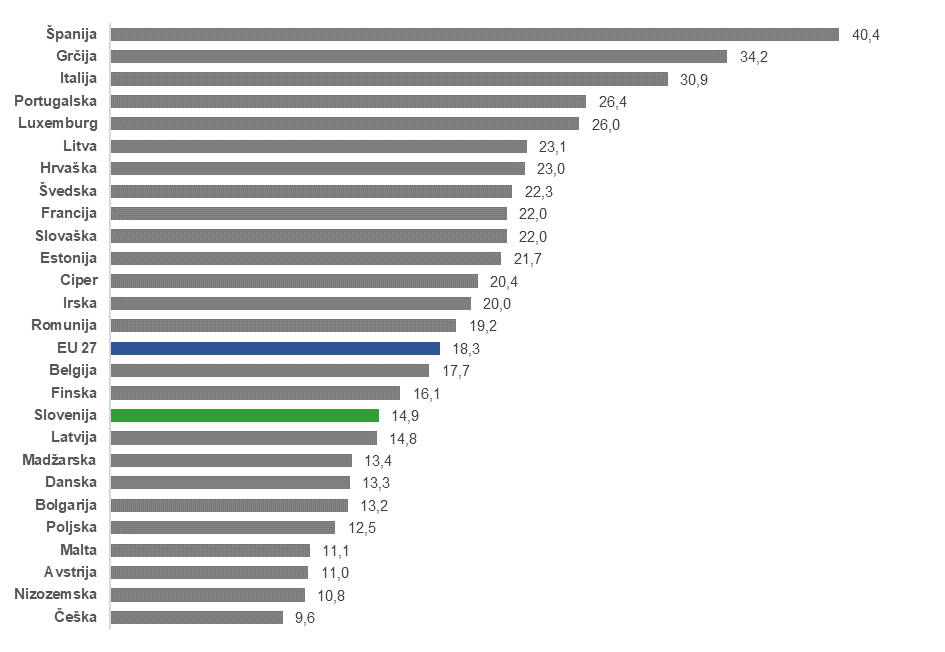 Španija 40,4
Grčija 34,2
Italija 30,9
Portugalska 26,4
Luxemburg 26,0
Litva 23,1
Hrvaška 23,0
Švedska 22,3
Francija 22,0
Slovaška 22,0
Estonija 21,7
Ciper 20,4
Irska 20,0
Romunija 19,2
EU 27 18,3
Belgija 17,7
Finska 16,1
Slovenija 14,9
Latvija 14,8
Madžarska 13,4
Danska 13,3
Bolgarija 13,2
Poljska 12,5
Malta 11,1
Avstrija 11,0
Nizozemska 10,8
Češka 9,6